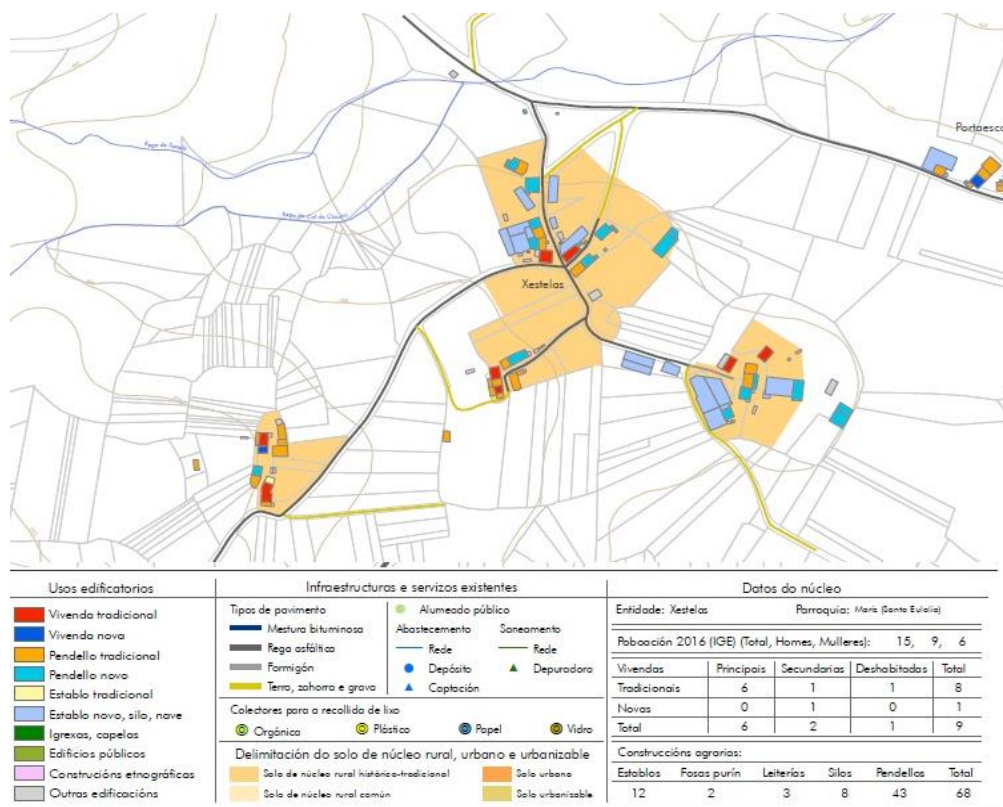 Portaesc
Xestelas
Usos edificatorios
Vivenda tradicional
Vivenda nova
Pendello tradicional
Pendello novo
Establo tradicional
Establo novo, silo, nave
Igrexas, capelas
Edificios públicos
Construcións etnográficas
Outras edificacións
Infraestructuras e servizos existentes
Tipos de pavimento
Mestura bituminosa
Rega asfáltica
Formigón
Terra, zahorra e grava
Alumeado público
Abastecemento Saneamento
Rede Rede
Depósito Depuradora
Captación
Colectores para a recollida de lixo
Orgánica Plástico Papel Vidro
Delimitación do solo de núcleo rural, urbano e urbanizable
Solo de núcleo rural histórico-tradicional Solo urbano
Solo de núcleo rural común Solo urbanizable
Datos do núcleo
Entidade: Xestelas Parroquia: (Santa Eulalia)
Poboación 2016 (IGE) (Total, Homes, Mulleres): 15, 9, 6
Vivendas Principais Secundarias Deshabitadas Total
Tradicionais 6 1 1 8
Novas 0 1 0 1
Total 6 2 1 9
Construccións agrarias:
Establos Fosas purín Leiterías Silos Pendellos Total
12 2 3 8 43 68